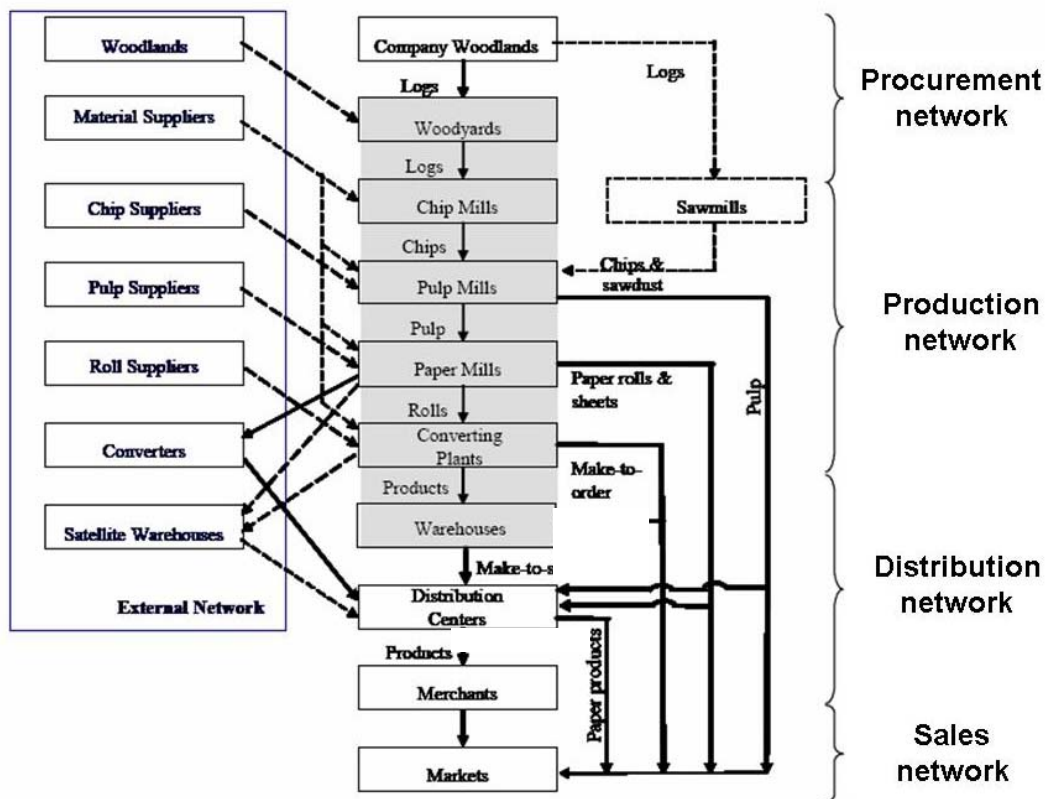 Woodlands
Material Suppliers
Chip Suppliers
Pulp Suppliers
Roll Suppliers
Converters
Satellite Warehouses
External Network
Company Woodlands
Logs
Woodyards
Logs
Chip Mills
Chips
Pulp Mills
Pulp
Paper Mills
Rolls
Converting
Plants
Products
Warehouses
Make-to-s
Distribution
Centers
Products
Merchants
Markets
Logs
Sawmills
Chips &
sawdust
Paper rolls &
sheets
Pulp
Make-to-
order
Paper products
Procurement
network
Production
network
Distribution
network
Sales
network